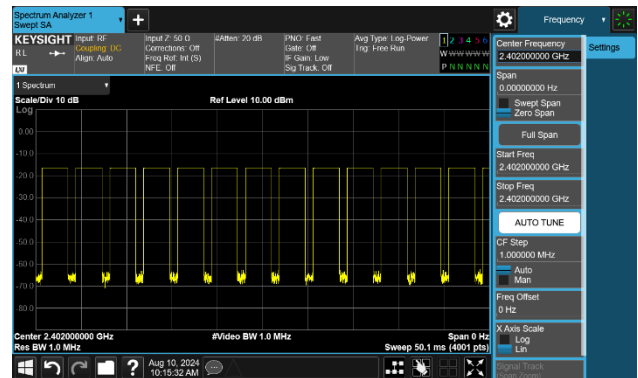 Spectrum Analyzer 1
Swept SA
+
Frequency
KEYSIGHT
RL
LXI
Input: RF
Coupling: DC
Align: Auto
Input Z: 50 Ω
Corrections: Off
Freq Ref: Int (S)
NFE: Off
#Atten: 20 dB
PNO: Fast
Gate: Off
IF Gain: Low
Sig Track: Off
Avg Type: Log-Power
Trig: Free Run
1 2 3 4 5 6
W W W W W W
P N N N N N
1 Spectrum
Scale/Div 10 dB
Ref Level 10.00 dBm
Log
0.00
-10.0
-20.0
-30.0
-40.0
-50.0
-60.0
-70.0
-80.0
Center 2.402000000 GHz
#Video BW 1.0 MHz
Span 0 Hz
Res BW 1.0 MHz
Sweep 50.1 ms (4001 pts)
?
Aug 10, 2024
10:15:32 AM
Settings
Center Frequency
2.402000000 GHz
Span
0.00000000 Hz
Swept Span
Zero Span
Full Span
Start Freq
2.402000000 GHz
Stop Freq
2.402000000 GHz
AUTO TUNE
CF Step
1.000000 MHz
Auto
Man
Freq Offset
0 Hz
X Axis Scale
Log
Lin
Signal Track
(Span Zoom)